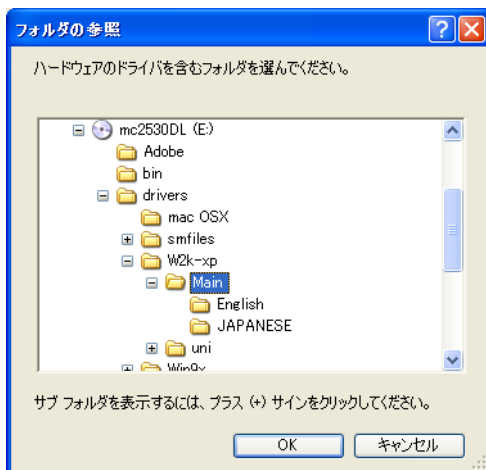 フォルダの参照
ハードウェアのドライバを含むフォルダを選んでください。
mc2530DL (E:)
Adobe
bin
drivers
mac OSX
smfiles
W2k-xp
Main
English
JAPANESE
uni
Win9x
サブ フォルダを表示するには、プラス (+) サインをクリックしてください。
OK
キャンセル